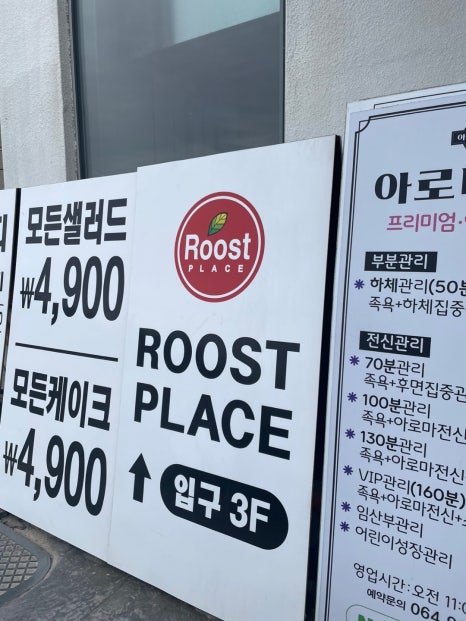 모든샐러드
₩4,900
모든케이크
₩4,900
Roost
PLACE
ROOST
PLACE
입구 3F
아로
프리미엄
부분관리
하체관리(50분
족욕+하체집중
전신관리
70분관리
족욕+후면집중관
100분관리
족욕+아로마전신
130분관리
족욕+아로마전신
VIP관리(160분)
족욕+아로마전신+
임산부관리
어린이성장관리
영업시간: 오전 11:0
예약문의 064